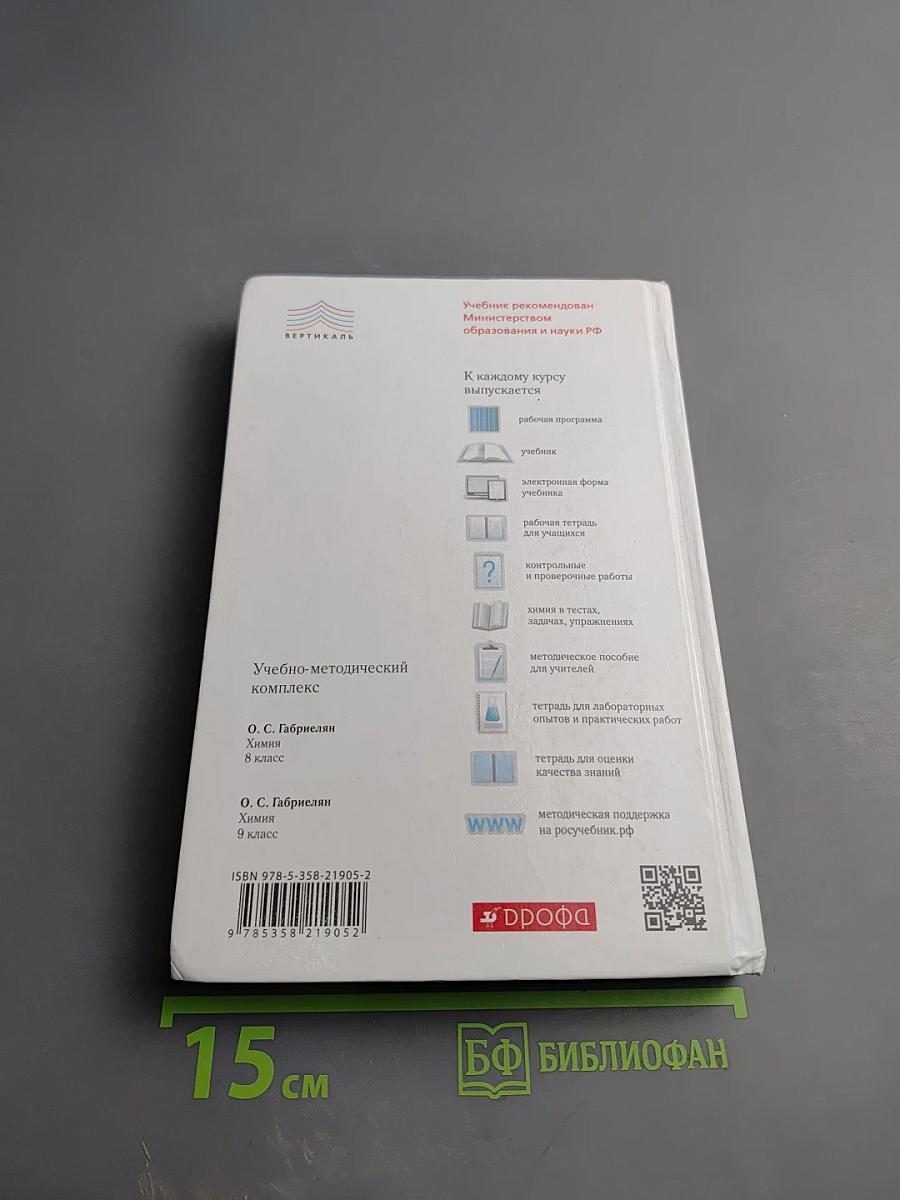 ВЕРТИКАЛЬ
Учебник рекомендован
Министерством
образования и науки РФ
К каждому курсу
выпускается
рабочая программа
учебник
электронная форма
учебника
рабочая тетрадь
для учащихся
?
контрольные
и проверочные работы
химия в тестах,
задачах, упражнениях
методическое пособие
для учителей
тетрадь для лабораторных
опытов и практических работ
тетрадь для оценки
качества знаний
www
методическая поддержка
на росучебник.рф
Учебно-методический
комплекс
О. С. Габриелян
Химия
8 класс
О. С. Габриелян
Химия
9 класс
ISBN 978-5-358-21905-2
9 785358 219052
дрофа
15 см
БФ БИБЛИОФАН